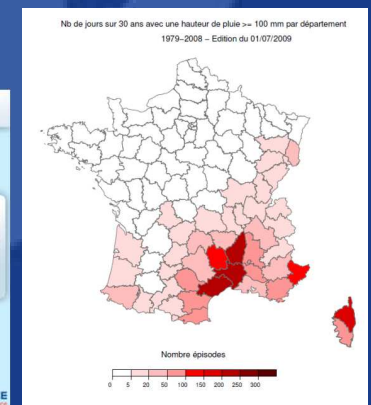 Nb de jours sur 30 ans avec une hauteur de pluie >= 100 mm par département
1979–2008 – Edition du 01/07/2009
Nombre épisodes
0 5 20 50 100 150 200 250 300